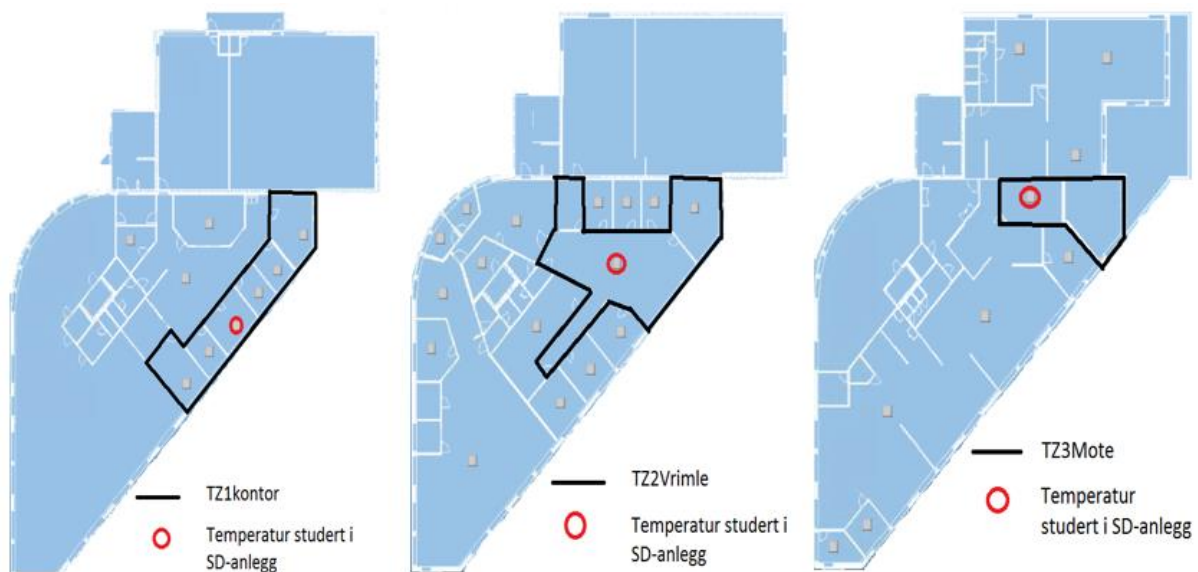 TZ1kontor
Temperatur studert i
SD-anlegg
TZ2Vrimle
Temperatur studert i
SD-anlegg
TZ3Mote
Temperatur
studert i SD-anlegg